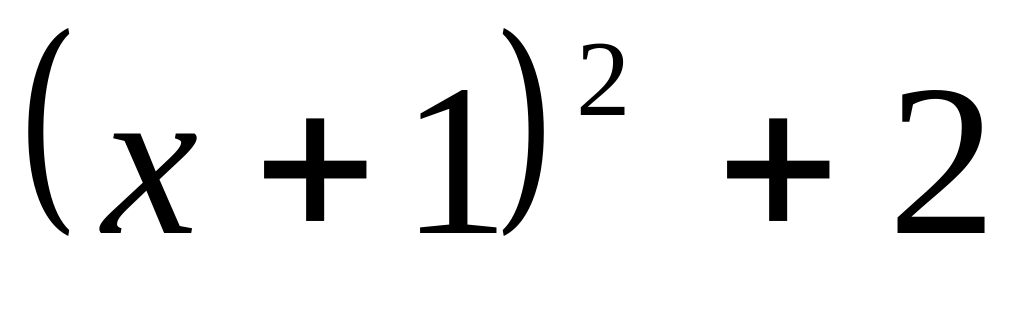 (x + 1)² + 2